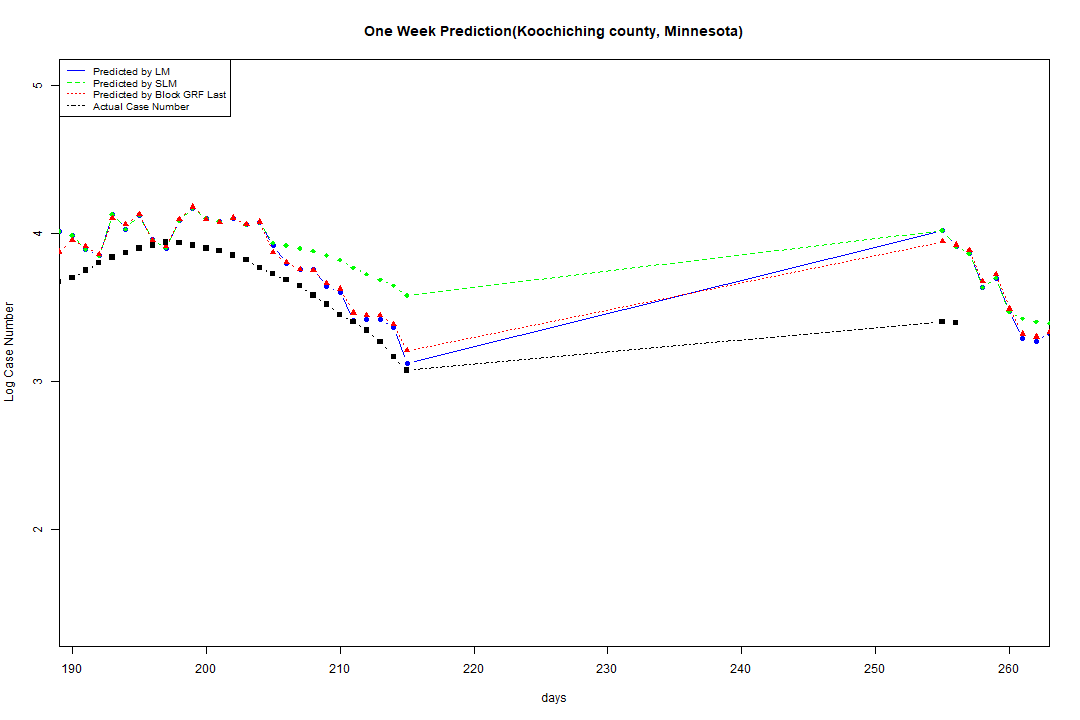 One Week Prediction(Koochiching county, Minnesota)
Predicted by LM
Predicted by SLM
Predicted by Block GRF Last
Actual Case Number
5
4
3
2
Log Case Number
190 200 210 220 230 240 250 260
days